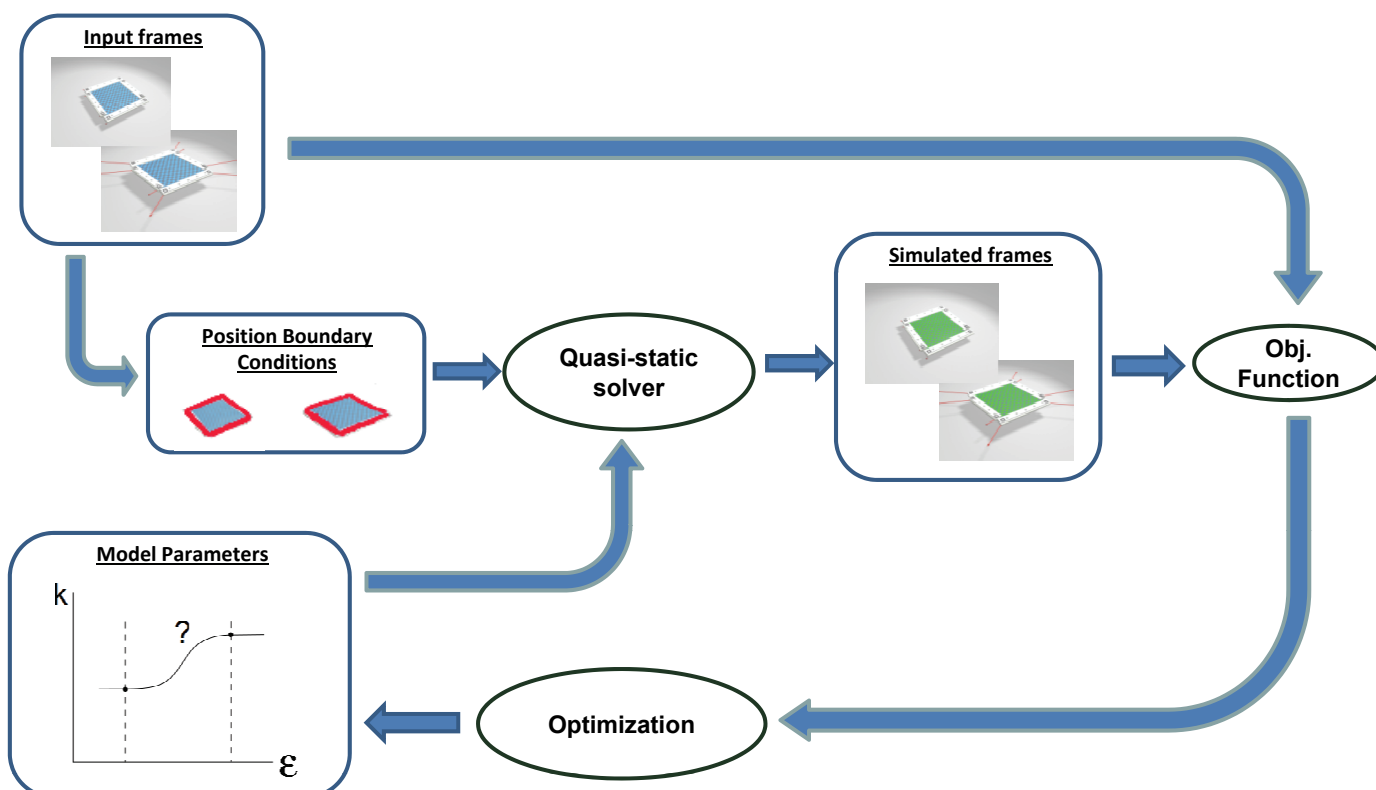 Input frames
Simulated frames
Position Boundary
Conditions
Quasi-static
solver
Obj.
Function
Model Parameters
k
?
ε
Optimization